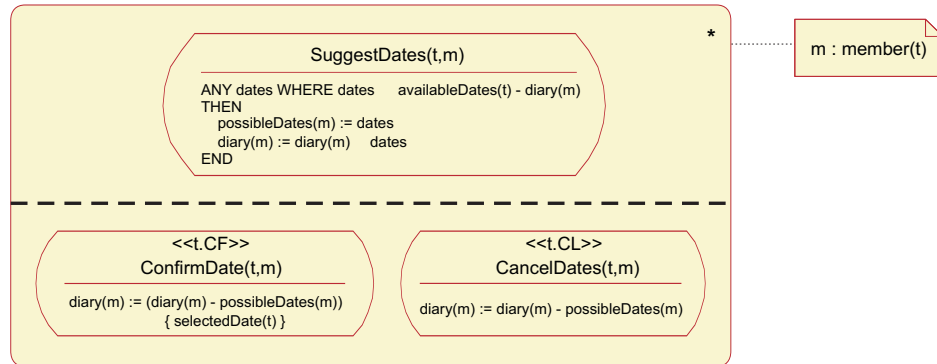 *
m : member(t)
SuggestDates(t,m)
ANY dates WHERE dates availableDates(t) - diary(m)
THEN
possibleDates(m) := dates
diary(m) := diary(m) dates
END
<<t.CF>>
ConfirmDate(t,m)
diary(m) := (diary(m) - possibleDates(m))
{ selectedDate(t) }
<<t.CL>>
CancelDates(t,m)
diary(m) := diary(m) - possibleDates(m)